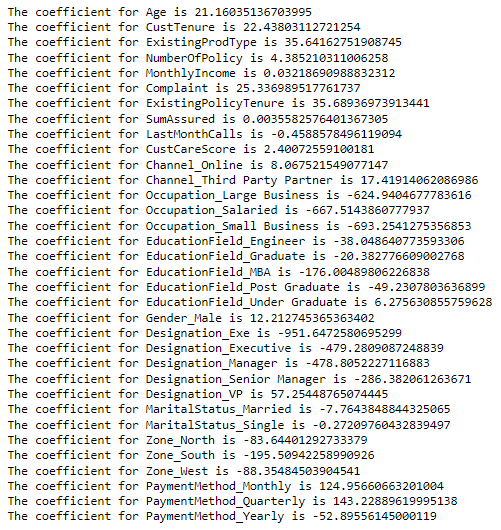 The coefficient for Age is 21.16035136703995
The coefficient for CustTenure is 22.43803112721254
The coefficient for ExistingProdType is 35.64162751908745
The coefficient for NumberOfPolicy is 4.385210311006258
The coefficient for MonthlyIncome is 0.03218690988832312
The coefficient for Complaint is 25.336989517761737
The coefficient for ExistingPolicyTenure is 35.68936973913441
The coefficient for SumAssured is 0.0035582576401367305
The coefficient for LastMonthCalls is -0.4588578496119094
The coefficient for CustCareScore is 2.40072559100181
The coefficient for Channel_Online is 8.067521549077147
The coefficient for Channel_Third Party Partner is 17.41914062086986
The coefficient for Occupation_Large Business is -624.9404677783616
The coefficient for Occupation_Salaried is -667.5143860777937
The coefficient for Occupation_Small Business is -693.2541275356853
The coefficient for EducationField_Engineer is -38.048640773593306
The coefficient for EducationField_Graduate is -20.382776609002768
The coefficient for EducationField_MBA is -176.00489806226838
The coefficient for EducationField_Post Graduate is -49.2307803636899
The coefficient for EducationField_Under Graduate is 6.275630855759628
The coefficient for Gender_Male is 12.212745365363402
The coefficient for Designation_Exe is -951.6472580695299
The coefficient for Designation_Executive is -479.2809087248839
The coefficient for Designation_Manager is -478.8052227116883
The coefficient for Designation_Senior Manager is -286.382061263671
The coefficient for Designation_VP is 57.25448765074445
The coefficient for MaritalStatus_Married is -7.7643848844325065
The coefficient for MaritalStatus_Single is -0.27209760432839497
The coefficient for Zone_North is -83.64401292733379
The coefficient for Zone_South is -195.50942258990926
The coefficient for Zone_West is -88.35484503904541
The coefficient for PaymentMethod_Monthly is 124.95660663201004
The coefficient for PaymentMethod_Quarterly is 143.22889619995138
The coefficient for PaymentMethod_Yearly is -52.89556145000119